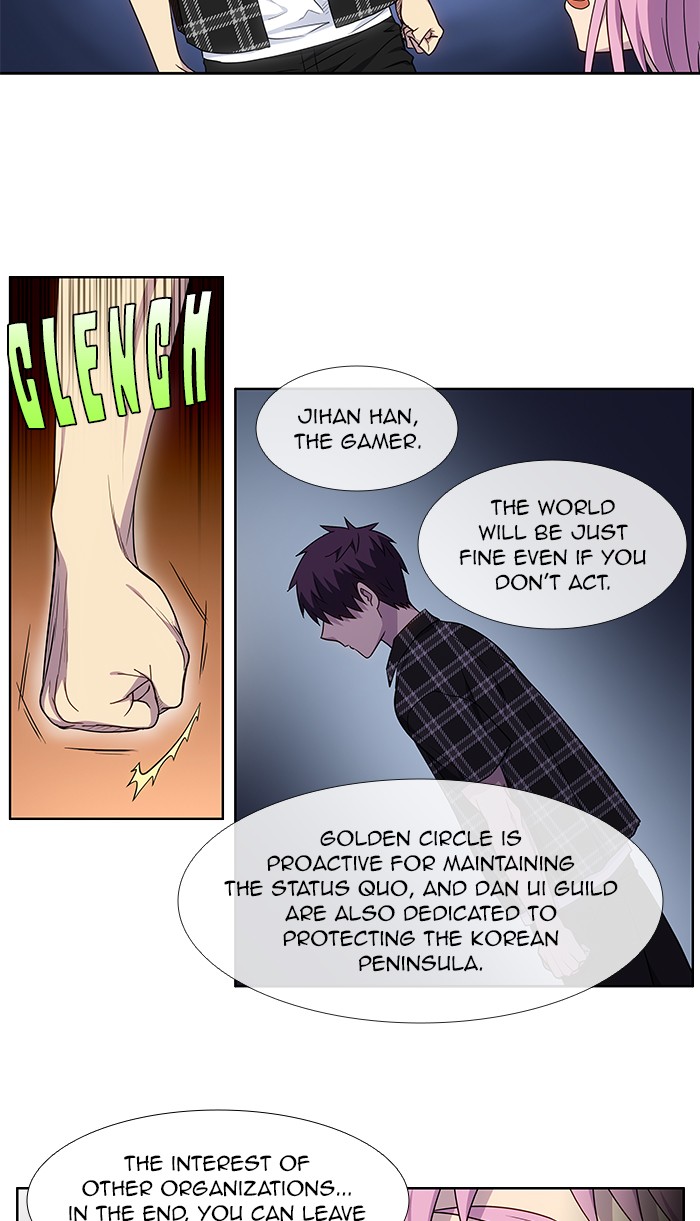 CLENCH
JIHAN HAN,
THE GAMER.
THE WORLD
WILL BE JUST
FINE EVEN IF YOU
DON'T ACT.
GOLDEN CIRCLE IS
PROACTIVE FOR MAINTAINING
THE STATUS QUO, AND DAN UI GUILD
ARE ALSO DEDICATED TO
PROTECTING THE KOREAN
PENINSULA.
THE INTEREST OF
OTHER ORGANIZATIONS...
IN THE END, YOU CAN LEAVE